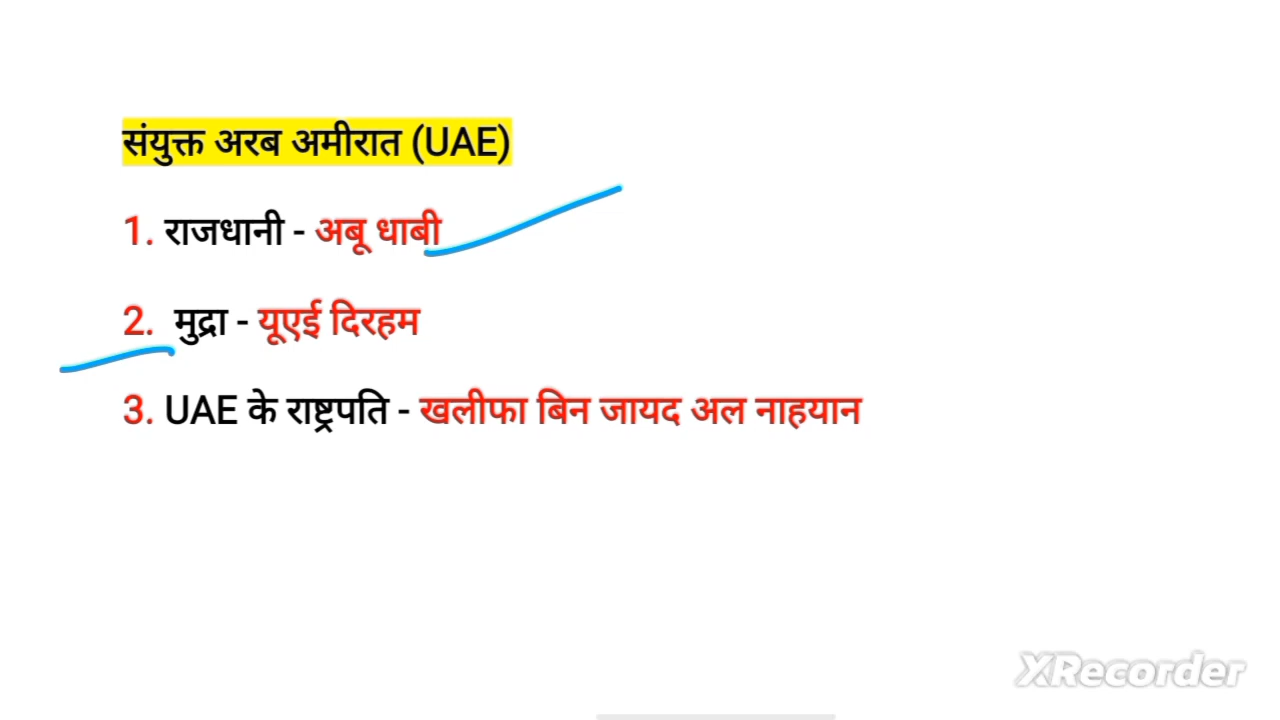 संयुक्त अरब अमीरात (UAE)
1. राजधानी - अबू धाबी
2. मुद्रा - यूएई दिरहम
3. UAE के राष्ट्रपति - खलीफा बिन जायद अल नाहयान
XRecorder